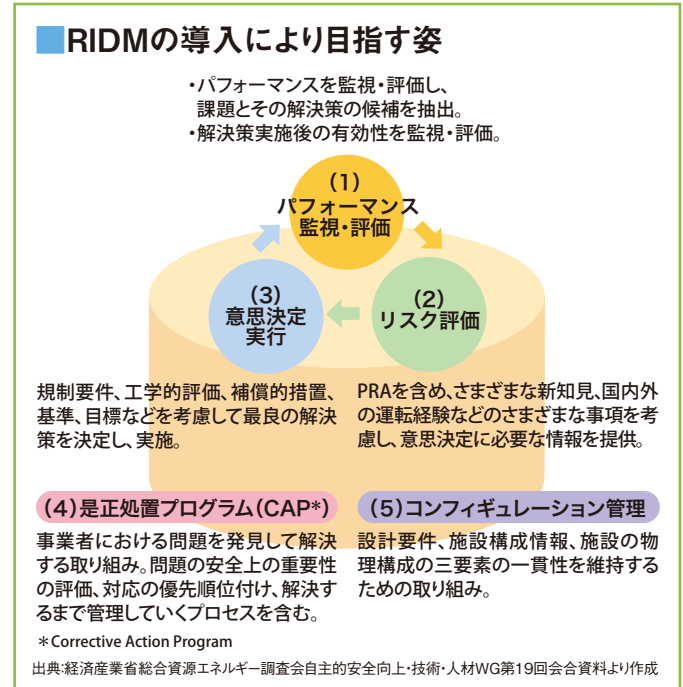 RIDMの導入により目指す姿
・パフォーマンスを監視・評価し、
課題とその解決策の候補を抽出。
・解決策実施後の有効性を監視・評価。
(1)
パフォーマンス
監視・評価
(2)
リスク評価
(3)
意思決定
実行
規制要件、工学的評価、補償的措置、
基準、目標などを考慮して最良の解決
策を決定し、実施。
PRAを含め、さまざまな新知見、国内外
の運転経験などのさまざまな事項を考
慮し、意思決定に必要な情報を提供。
(4)是正処置プログラム(CAP*)
事業者における問題を発見して解決
する取り組み。問題の安全上の重要性
の評価、対応の優先順位付け、解決す
るまで管理していくプロセスを含む。
(5)コンフィギュレーション管理
設計要件、施設構成情報、施設の物
理構成の三要素の一貫性を維持する
ための取り組み。
＊Corrective Action Program
出典:経済産業省総合資源エネルギー調査会自主的安全向上・技術・人材WG第19回会合資料より作成